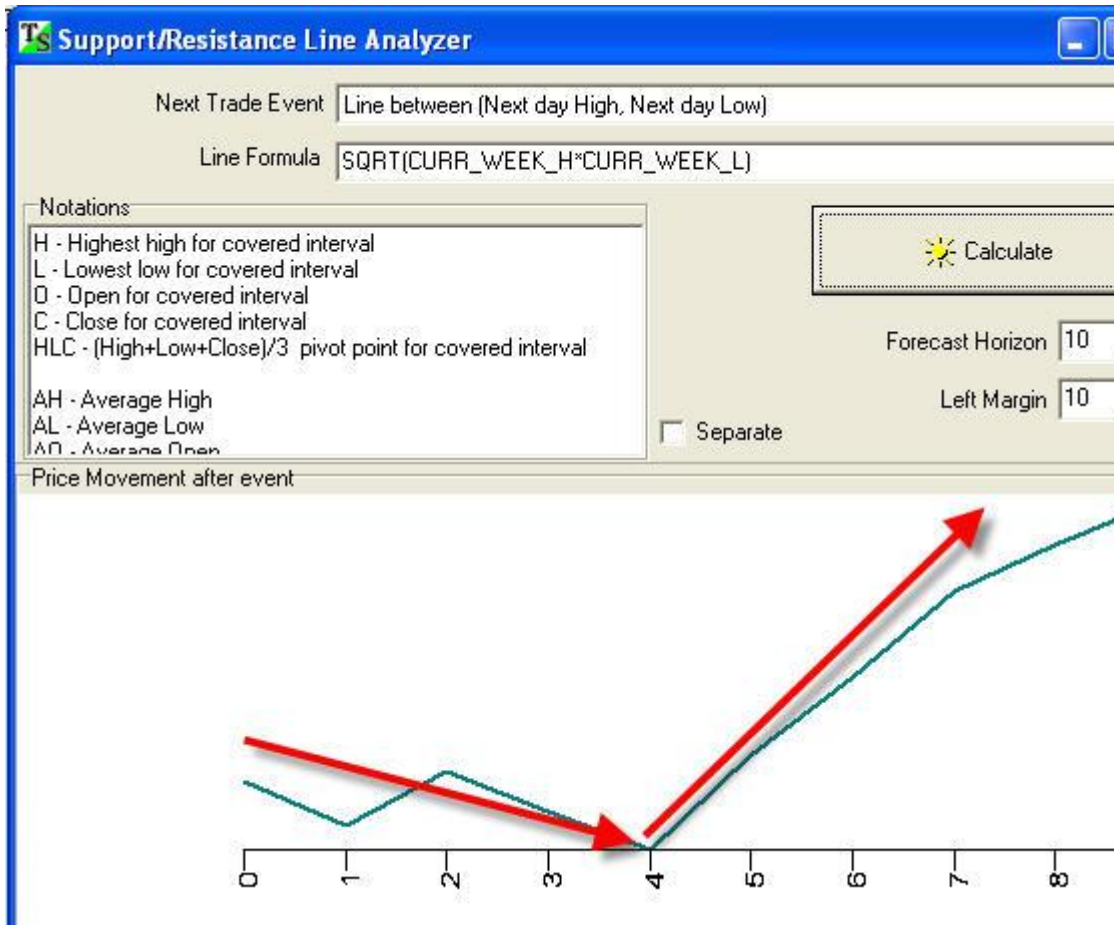 TS Support/Resistance Line Analyzer
Next Trade Event Line between (Next day High, Next day Low)
Line Formula SQRT(CURR_WEEK_H*CURR_WEEK_L)
Notations
H - Highest high for covered interval
L - Lowest low for covered interval
O - Open for covered interval
C - Close for covered interval
HLC - (High+Low+Close)/3 pivot point for covered interval
AH - Average High
AL - Average Low
AO - Average Open
Calculate
Forecast Horizon 10
Left Margin 10
Separate
Price Movement after event
0 1 2 3 4 5 6 7 8